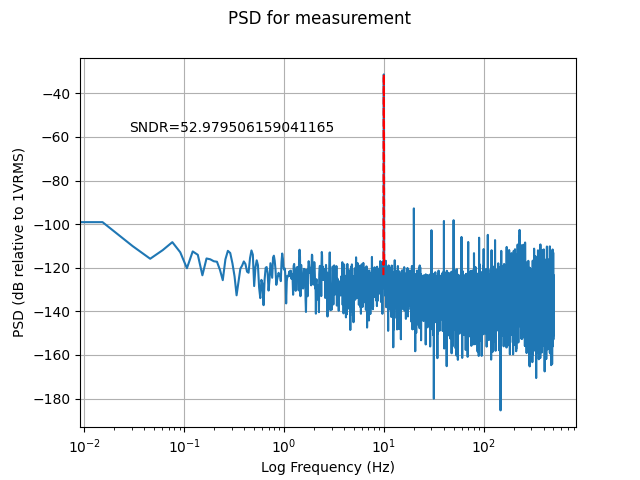 PSD for measurement
PSD (dB relative to 1VRMS)
−40
−60
−80
−100
−120
−140
−160
−180
SNDR=52.979506159041165
10⁻² 10⁻¹ 10⁰ 10¹ 10²
Log Frequency (Hz)